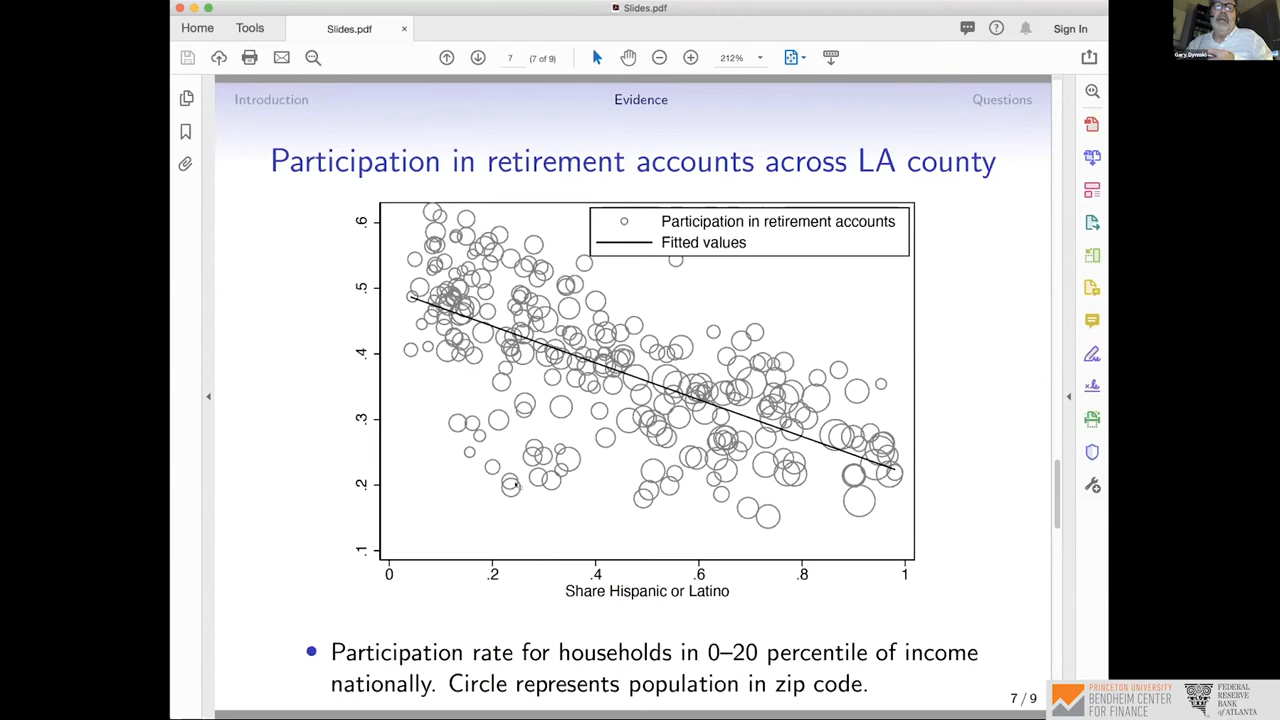 Slides.pdf
Home
Tools
Slides.pdf
×
Sign In
7
(7 of 9)
212%
Gary Dymski
Introduction
Evidence
Questions
Participation in retirement accounts across LA county
Participation in retirement accounts
Fitted values
.6
.5
.4
.3
.2
.1
0
.2
.4
.6
.8
1
Share Hispanic or Latino
• Participation rate for households in 0–20 percentile of income
nationally. Circle represents population in zip code.
7 / 9
PRINCETON UNIVERSITY
BENDHEIM CENTER
FOR FINANCE
FEDERAL
RESERVE
BANK
of ATLANTA